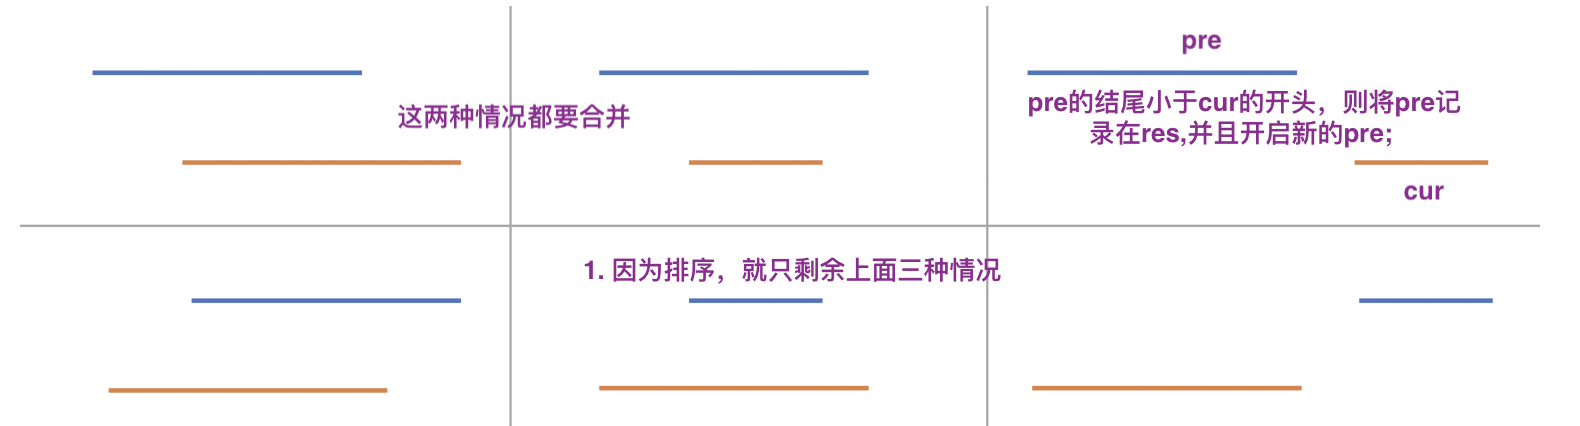 pre
pre的结尾小于cur的开头，则将pre记
录在res,并且开启新的pre;
这两种情况都要合并
cur
1. 因为排序，就只剩余上面三种情况